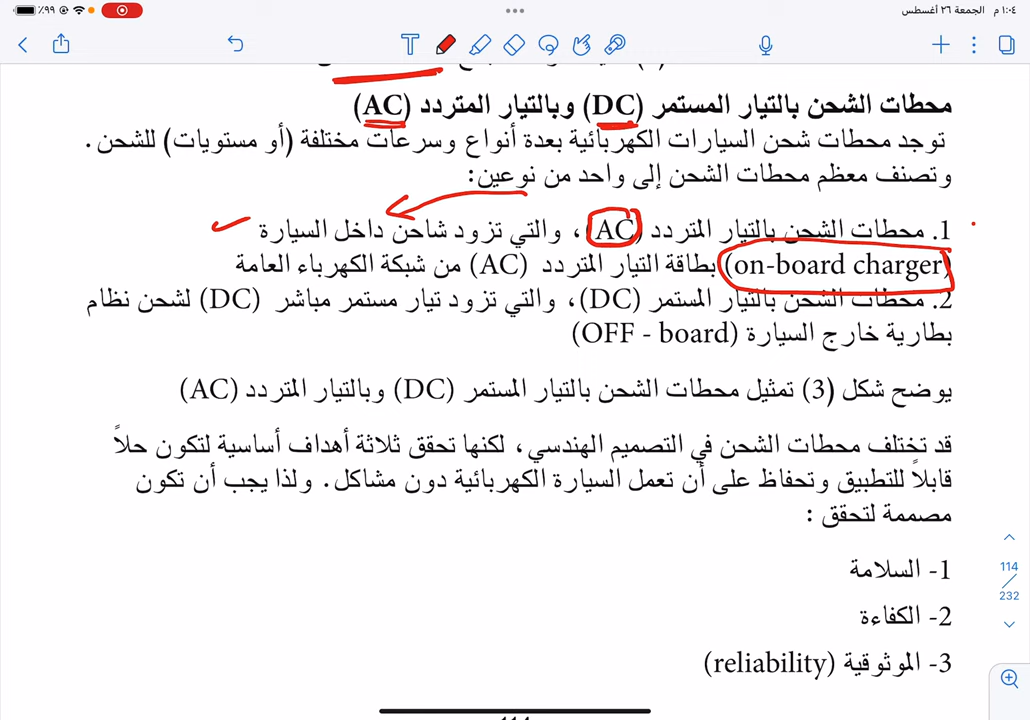 ١:٠٤ م الجمعة ٢٦ أغسطس
٪٩٩
محطات الشحن بالتيار المستمر (DC) وبالتيار المتردد (AC)
توجد محطات شحن السيارات الكهربائية بعدة أنواع وسرعات مختلفة (أو مستويات) للشحن.
وتصنف معظم محطات الشحن إلى واحد من نوعين:
1. محطات الشحن بالتيار المتردد (AC)، والتي تزود شاحن داخل السيارة
(on-board charger) بطاقة التيار المتردد (AC) من شبكة الكهرباء العامة
2. محطات الشحن بالتيار المستمر (DC)، والتي تزود تيار مستمر مباشر (DC) لشحن نظام
بطارية خارج السيارة (OFF - board)
يوضح شكل (3) تمثيل محطات الشحن بالتيار المستمر (DC) وبالتيار المتردد (AC)
قد تختلف محطات الشحن في التصميم الهندسي، لكنها تحقق ثلاثة أهداف أساسية لتكون حلاً
قابلاً للتطبيق وتحفاظ على أن تعمل السيارة الكهربائية دون مشاكل. ولذا يجب أن تكون
مصممة لتحقق :
1- السلامة
2- الكفاءة
3- الموثوقية (reliability)
114
232